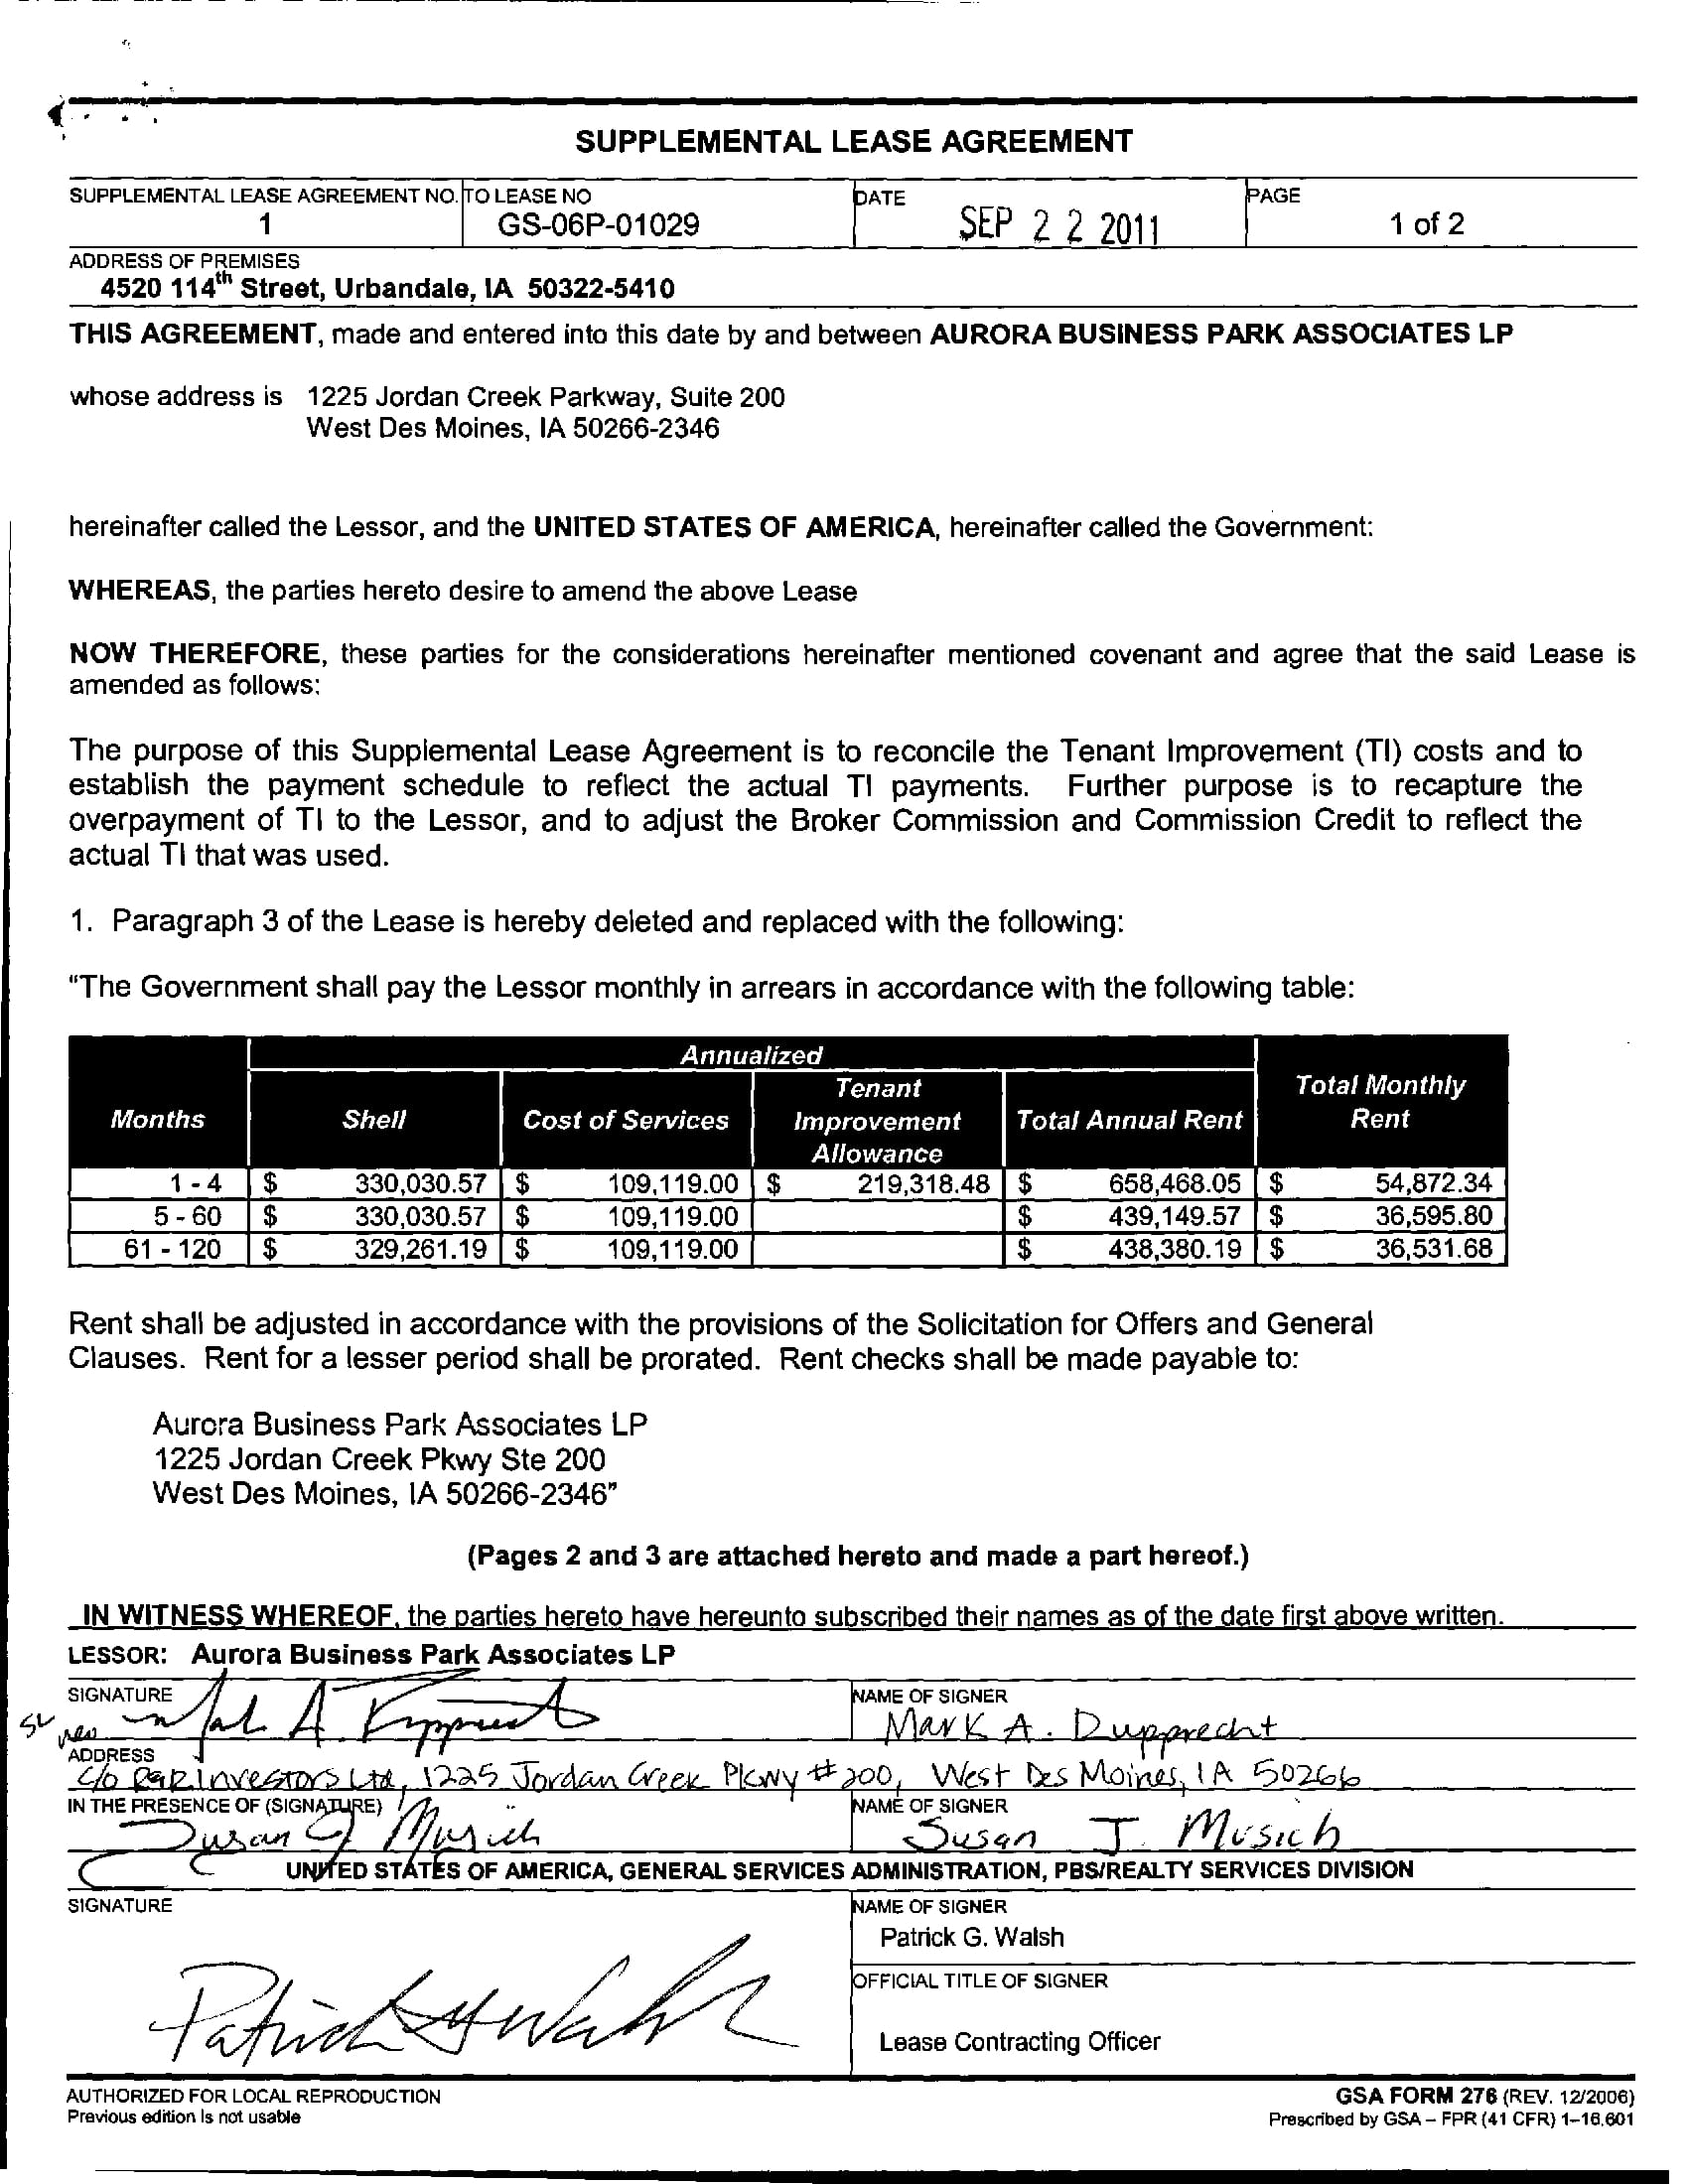 SUPPLEMENTAL LEASE AGREEMENT
SUPPLEMENTAL LEASE AGREEMENT NO. TO LEASE NO DATE PAGE
1 GS-06P-01029 SEP 2 2 2011 1 of 2
ADDRESS OF PREMISES
4520 114th Street, Urbandale, IA 50322-5410
THIS AGREEMENT, made and entered into this date by and between AURORA BUSINESS PARK ASSOCIATES LP
whose address is 1225 Jordan Creek Parkway, Suite 200
West Des Moines, IA 50266-2346
hereinafter called the Lessor, and the UNITED STATES OF AMERICA, hereinafter called the Government:
WHEREAS, the parties hereto desire to amend the above Lease
NOW THEREFORE, these parties for the considerations hereinafter mentioned covenant and agree that the said Lease is
amended as follows:
The purpose of this Supplemental Lease Agreement is to reconcile the Tenant Improvement (TI) costs and to
establish the payment schedule to reflect the actual TI payments. Further purpose is to recapture the
overpayment of TI to the Lessor, and to adjust the Broker Commission and Commission Credit to reflect the
actual TI that was used.
1. Paragraph 3 of the Lease is hereby deleted and replaced with the following:
"The Government shall pay the Lessor monthly in arrears in accordance with the following table:
Annualized
Months Shell Cost of Services Tenant Improvement Allowance Total Annual Rent Total Monthly Rent
1 - 4 $ 330,030.57 $ 109,119.00 $ 219,318.48 $ 658,468.05 $ 54,872.34
5 - 60 $ 330,030.57 $ 109,119.00 $ 439,149.57 $ 36,595.80
61 - 120 $ 329,261.19 $ 109,119.00 $ 438,380.19 $ 36,531.68
Rent shall be adjusted in accordance with the provisions of the Solicitation for Offers and General
Clauses. Rent for a lesser period shall be prorated. Rent checks shall be made payable to:
Aurora Business Park Associates LP
1225 Jordan Creek Pkwy Ste 200
West Des Moines, IA 50266-2346"
(Pages 2 and 3 are attached hereto and made a part hereof.)
IN WITNESS WHEREOF, the parties hereto have hereunto subscribed their names as of the date first above written.
LESSOR: Aurora Business Park Associates LP
SIGNATURE NAME OF SIGNER
Mark A. Rupprecht Mark A. Rupprecht
ADDRESS
c/o R&R Investors Ltd, 1225 Jordan Creek Pkwy #200, West Des Moines, IA 50266
IN THE PRESENCE OF (SIGNATURE) NAME OF SIGNER
Susan J Musich Susan J. Musich
UNITED STATES OF AMERICA, GENERAL SERVICES ADMINISTRATION, PBS/REALTY SERVICES DIVISION
SIGNATURE NAME OF SIGNER
Patrick G. Walsh
Patrick G Walsh
OFFICIAL TITLE OF SIGNER
Lease Contracting Officer
AUTHORIZED FOR LOCAL REPRODUCTION GSA FORM 276 (REV. 12/2006)
Previous edition is not usable Prescribed by GSA – FPR (41 CFR) 1–16.601